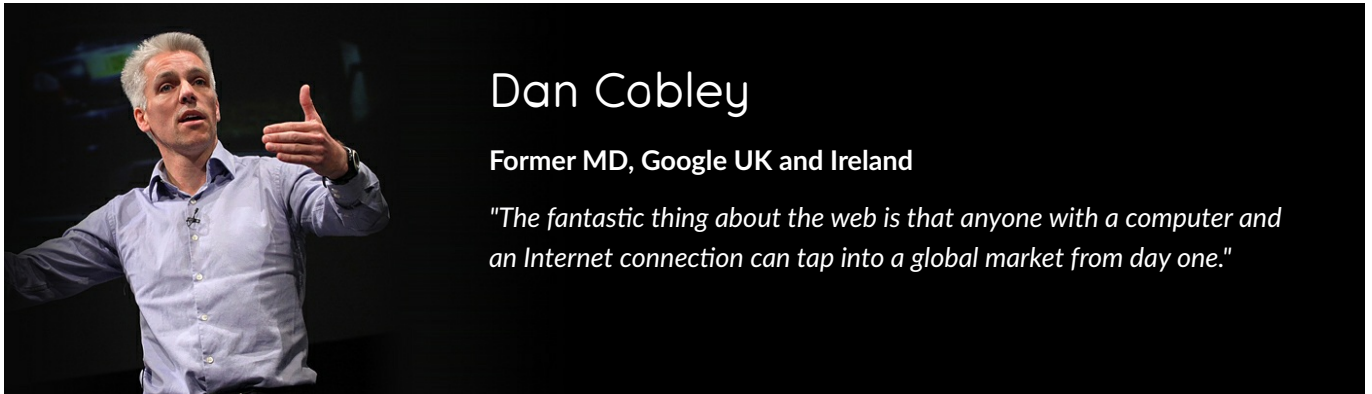 Dan Cobley
Former MD, Google UK and Ireland
"The fantastic thing about the web is that anyone with a computer and
an Internet connection can tap into a global market from day one."